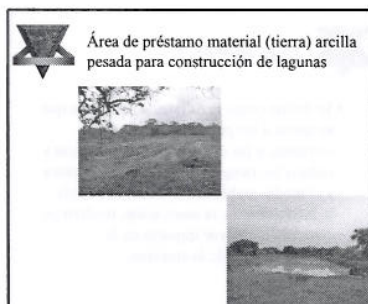 Área de préstamo material (tierra) arcilla
pesada para construcción de lagunas